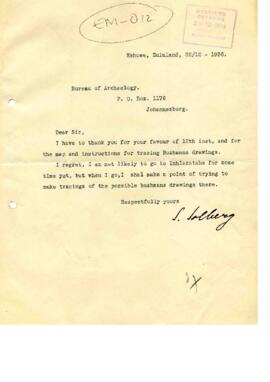 EM-012
Eshowe, Zululand, 22/12 - 1936.
Bureau of Archeology.
P. O. Box. 1176
Johannesburg.
Dear Sir,
I have to thank you for your favour of 12th inst, and for
the map and instructions for tracing Bushmans drawings.
I regret, I am not likely to go to for some
time yet, but when I go, I shal make a point of trying to
make tracings of the possible bushmans drawings there.
Respectfully yours
S. Solberg